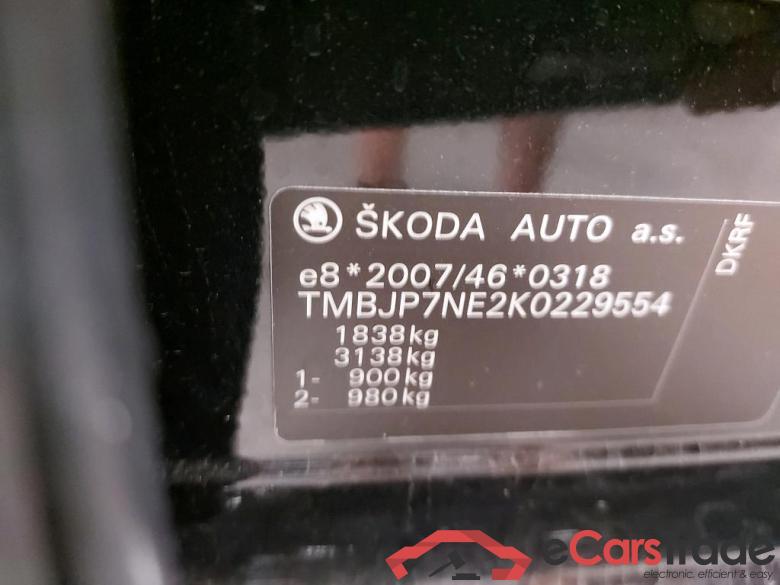 ŠKODA AUTO a.s.
DKRF
e8*2007/46*0318
TMBJP7NE2K0229554
1838kg
3138kg
1- 900kg
2- 980kg
eCarsTrade
electronic, efficient & easy